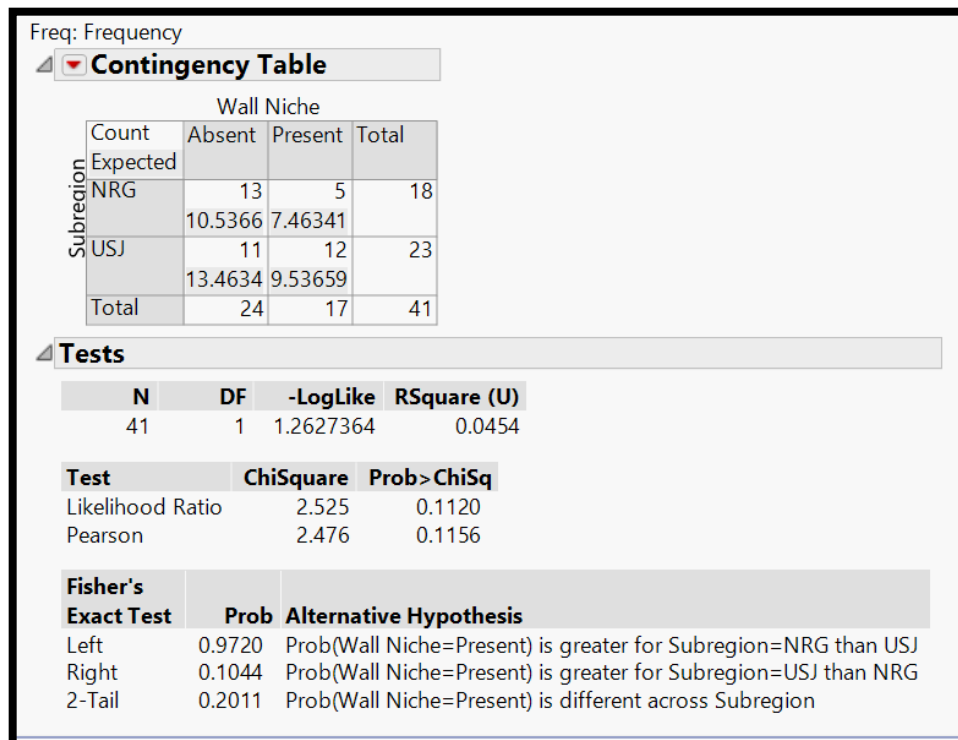 Freq: Frequency
Contingency Table
Wall Niche
Subregion
Count Absent Present Total
Expected
NRG 13 5 18
10.5366 7.46341
USJ 11 12 23
13.4634 9.53659
Total 24 17 41
Tests
N DF -LogLike RSquare (U)
41 1 1.2627364 0.0454
Test ChiSquare Prob>ChiSq
Likelihood Ratio 2.525 0.1120
Pearson 2.476 0.1156
Fisher's
Exact Test Prob Alternative Hypothesis
Left 0.9720 Prob(Wall Niche=Present) is greater for Subregion=NRG than USJ
Right 0.1044 Prob(Wall Niche=Present) is greater for Subregion=USJ than NRG
2-Tail 0.2011 Prob(Wall Niche=Present) is different across Subregion